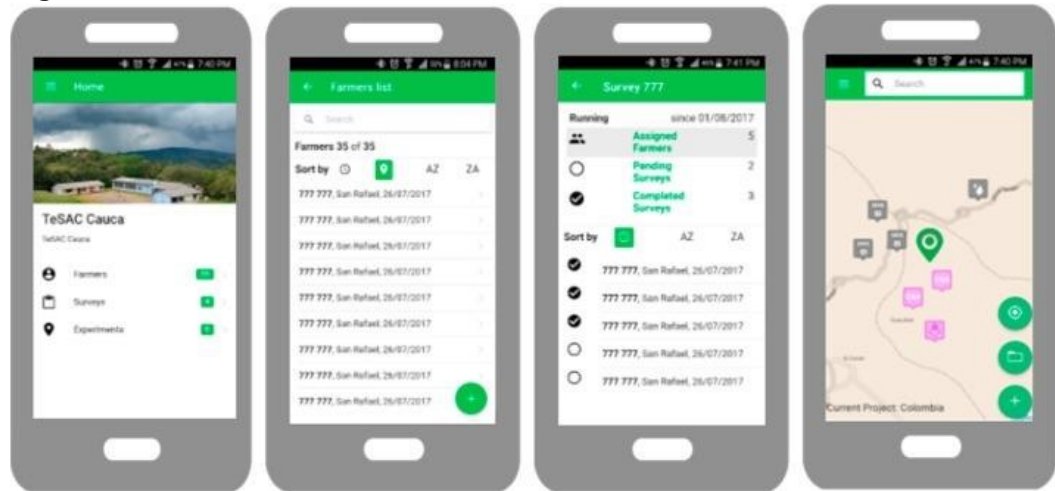 7:40 PM
Home
TeSAC Cauca
TeSAC Cauca
Farmers
Surveys
Experiments
8:04 PM
Farmers list
Search
Farmers 35 of 35
Sort by AZ ZA
777 777, San Rafael, 26/07/2017
777 777, San Rafael, 26/07/2017
777 777, San Rafael, 26/07/2017
777 777, San Rafael, 26/07/2017
777 777, San Rafael, 26/07/2017
777 777, San Rafael, 26/07/2017
777 777, San Rafael, 26/07/2017
777 777, San Rafael, 26/07/2017
777 777, San Rafael, 26/07/2017
7:41 PM
Survey 777
Running since 01/08/2017
Assigned 5
Farmers
Pending 2
Surveys
Completed 3
Surveys
Sort by AZ ZA
777 777, San Rafael, 26/07/2017
777 777, San Rafael, 26/07/2017
777 777, San Rafael, 26/07/2017
777 777, San Rafael, 26/07/2017
777 777, San Rafael, 26/07/2017
7:40 PM
Search
Current Project: Colombia